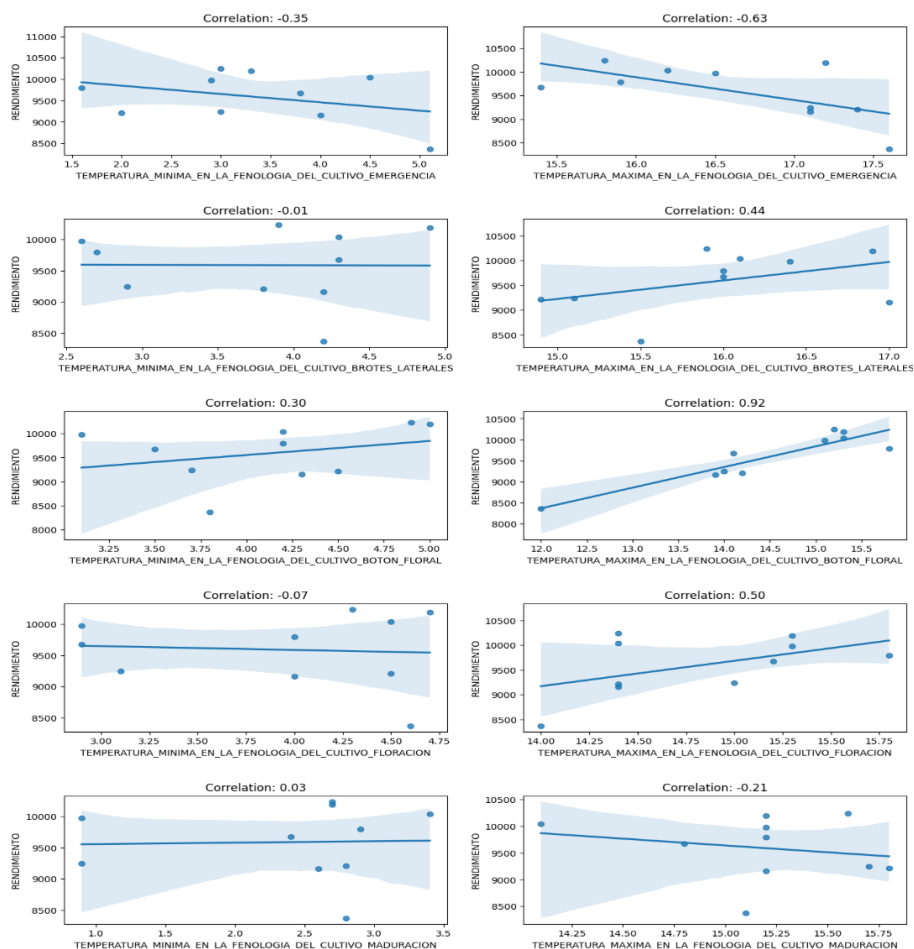 Correlation: -0.35
RENDIMIENTO
11000
10500
10000
9500
9000
8500
1.5 2.0 2.5 3.0 3.5 4.0 4.5 5.0
TEMPERATURA_MINIMA_EN_LA_FENOLOGIA_DEL_CULTIVO_EMERGENCIA
Correlation: -0.63
RENDIMIENTO
10500
10000
9500
9000
8500
15.5 16.0 16.5 17.0 17.5
TEMPERATURA_MAXIMA_EN_LA_FENOLOGIA_DEL_CULTIVO_EMERGENCIA
Correlation: -0.01
RENDIMIENTO
10000
9500
9000
8500
2.5 3.0 3.5 4.0 4.5 5.0
TEMPERATURA_MINIMA_EN_LA_FENOLOGIA_DEL_CULTIVO_BROTES_LATERALES
Correlation: 0.44
RENDIMIENTO
10500
10000
9500
9000
8500
15.0 15.5 16.0 16.5 17.0
TEMPERATURA_MAXIMA_EN_LA_FENOLOGIA_DEL_CULTIVO_BROTES_LATERALES
Correlation: 0.30
RENDIMIENTO
10000
9500
9000
8500
8000
3.25 3.50 3.75 4.00 4.25 4.50 4.75 5.00
TEMPERATURA_MINIMA_EN_LA_FENOLOGIA_DEL_CULTIVO_BOTON_FLORAL
Correlation: 0.92
RENDIMIENTO
10500
10000
9500
9000
8500
8000
12.0 12.5 13.0 13.5 14.0 14.5 15.0 15.5
TEMPERATURA_MAXIMA_EN_LA_FENOLOGIA_DEL_CULTIVO_BOTON_FLORAL
Correlation: -0.07
RENDIMIENTO
10000
9500
9000
8500
3.00 3.25 3.50 3.75 4.00 4.25 4.50 4.75
TEMPERATURA_MINIMA_EN_LA_FENOLOGIA_DEL_CULTIVO_FLORACION
Correlation: 0.50
RENDIMIENTO
10500
10000
9500
9000
8500
14.00 14.25 14.50 14.75 15.00 15.25 15.50 15.75
TEMPERATURA_MAXIMA_EN_LA_FENOLOGIA_DEL_CULTIVO_FLORACION
Correlation: 0.03
RENDIMIENTO
10000
9500
9000
8500
1.0 1.5 2.0 2.5 3.0 3.5
TEMPERATURA_MINIMA_EN_LA_FENOLOGIA_DEL_CULTIVO_MADURACION
Correlation: -0.21
RENDIMIENTO
10500
10000
9500
9000
8500
14.25 14.50 14.75 15.00 15.25 15.50 15.75
TEMPERATURA_MAXIMA_EN_LA_FENOLOGIA_DEL_CULTIVO_MADURACION